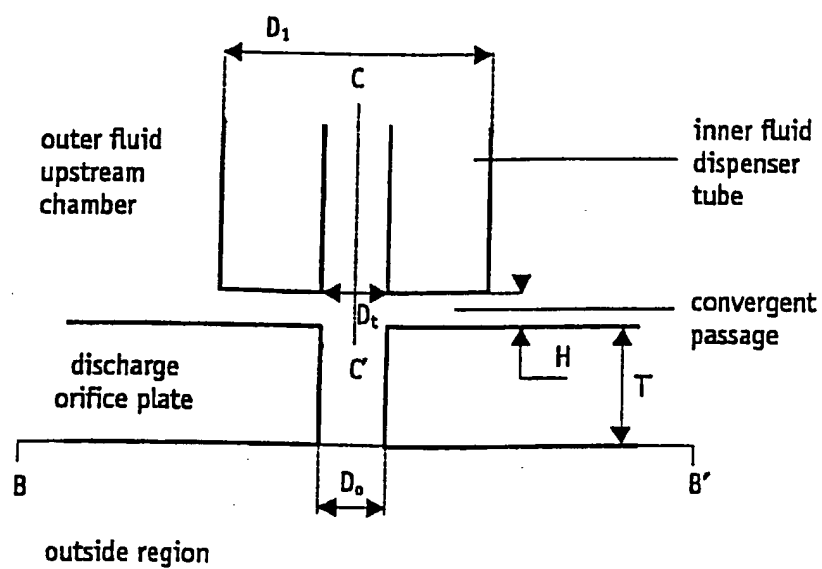 D₁
C
outer fluid
upstream
chamber
inner fluid
dispenser
tube
Dₜ
convergent
passage
C'
H
T
discharge
orifice plate
B
Dₒ
B'
outside region